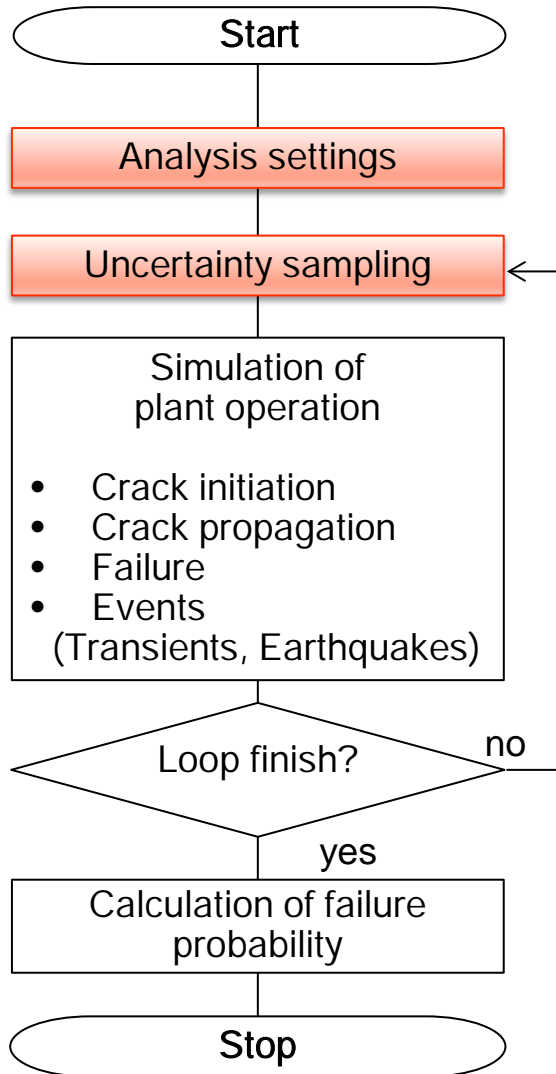 Start
Analysis settings
Uncertainty sampling
Simulation of
plant operation
• Crack initiation
• Crack propagation
• Failure
• Events
(Transients, Earthquakes)
Loop finish?
no
yes
Calculation of failure
probability
Stop